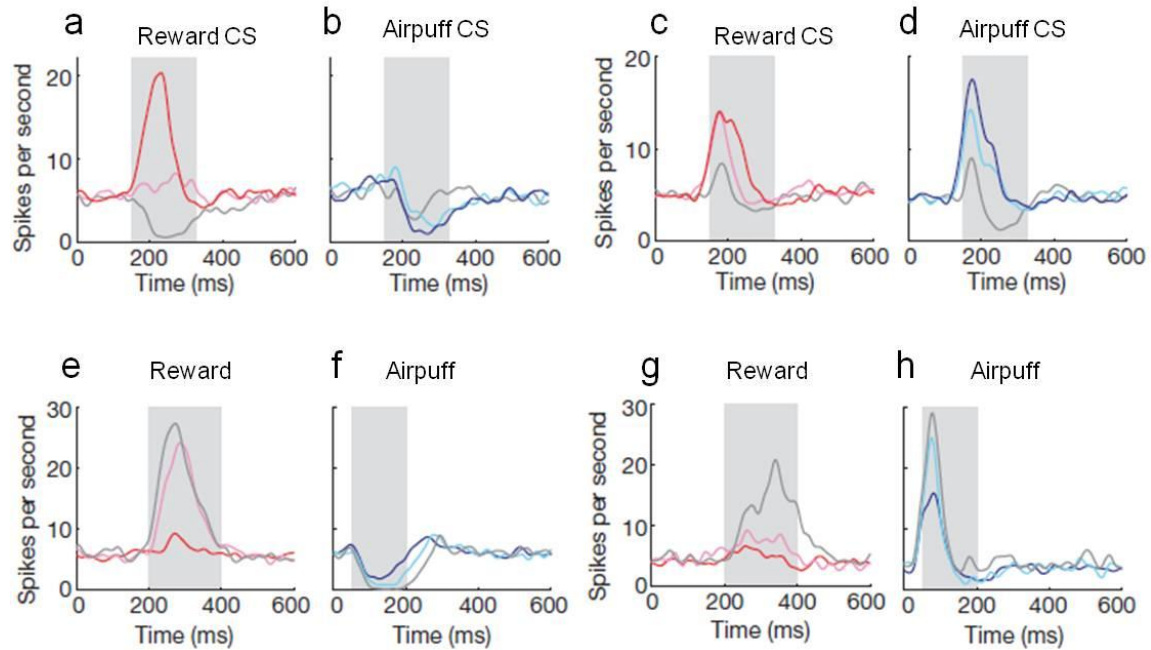 a
Reward CS
b
Airpuff CS
c
Reward CS
d
Airpuff CS
Spikes per second
20
10
0
0 200 400 600
Time (ms)
0 200 400 600
Time (ms)
Spikes per second
20
10
0
0 200 400 600
Time (ms)
0 200 400 600
Time (ms)
e
Reward
f
Airpuff
g
Reward
h
Airpuff
Spikes per second
30
20
10
0
0 200 400 600
Time (ms)
0 200 400 600
Time (ms)
Spikes per second
30
20
10
0
0 200 400 600
Time (ms)
0 200 400 600
Time (ms)